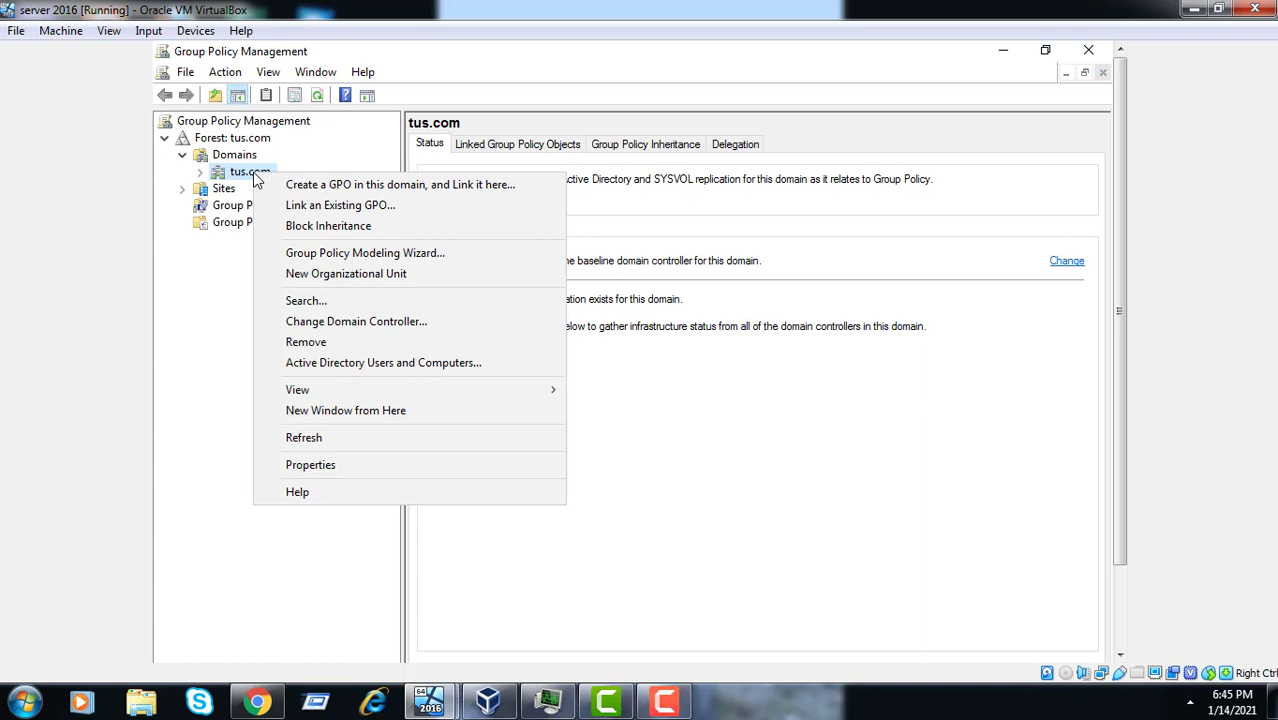 server 2016 [Running] - Oracle VM VirtualBox
File Machine View Input Devices Help
Group Policy Management
File Action View Window Help
Group Policy Management
Forest: tus.com
Domains
tus.com
Sites
Group P
Group P
tus.com
Status Linked Group Policy Objects Group Policy Inheritance Delegation
Active Directory and SYSVOL replication for this domain as it relates to Group Policy.
the baseline domain controller for this domain. Change
ation exists for this domain.
elow to gather infrastructure status from all of the domain controllers in this domain.
Create a GPO in this domain, and Link it here...
Link an Existing GPO...
Block Inheritance
Group Policy Modeling Wizard...
New Organizational Unit
Search...
Change Domain Controller...
Remove
Active Directory Users and Computers...
View
New Window from Here
Refresh
Properties
Help
Right Ctrl
64
2016
6:45 PM
1/14/2021